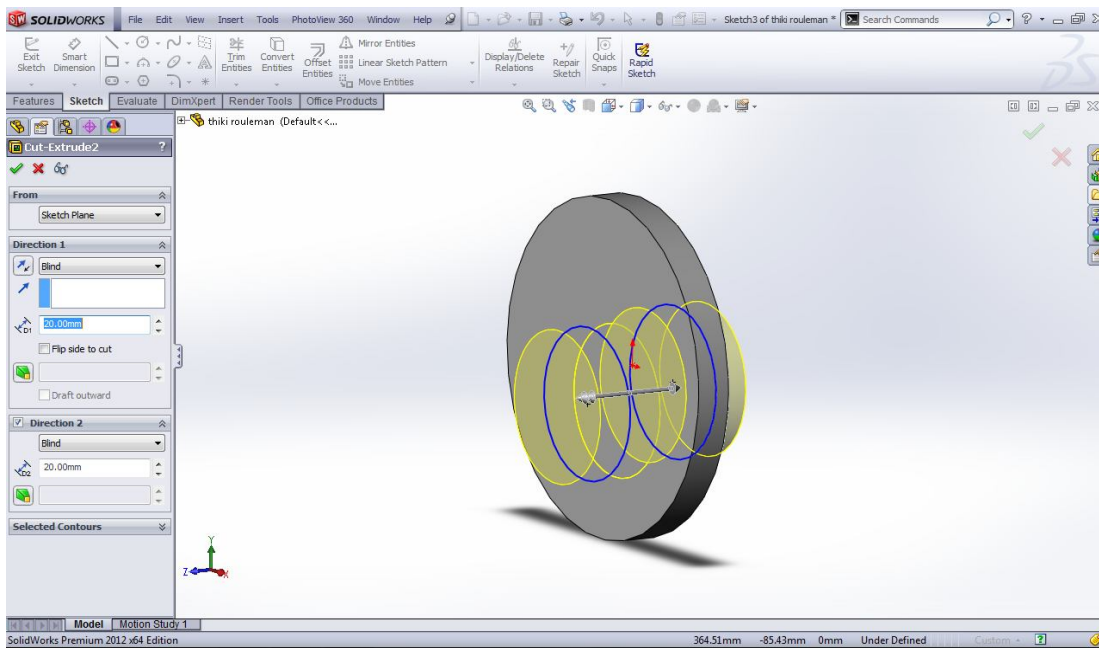 SOLIDWORKS File Edit View Insert Tools PhotoView 360 Window Help Sketch3 of thiki rouleman * Search Commands
Exit Sketch
Smart Dimension
Trim Entities
Convert Entities
Offset Entities
Mirror Entities
Linear Sketch Pattern
Move Entities
Display/Delete Relations
Repair Sketch
Quick Snaps
Rapid Sketch
Features Sketch Evaluate DimXpert Render Tools Office Products
thiki rouleman (Default<<...
Cut-Extrude2 ?
From
Sketch Plane
Direction 1
Blind
D1 20.00mm
Flip side to cut
Draft outward
Direction 2
Blind
D2 20.00mm
Selected Contours
Y
Z X
Model Motion Study 1
SolidWorks Premium 2012 x64 Edition 364.51mm -85.43mm 0mm Under Defined Custom ?